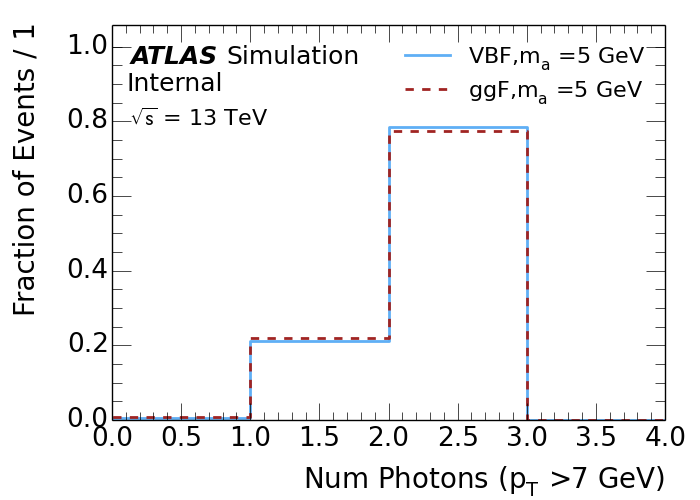 Fraction of Events / 1
1.0
0.8
0.6
0.4
0.2
0.0
ATLAS Simulation
Internal
√s = 13 TeV
VBF,mₐ =5 GeV
ggF,mₐ =5 GeV
0.0 0.5 1.0 1.5 2.0 2.5 3.0 3.5 4.0
Num Photons (p_T >7 GeV)